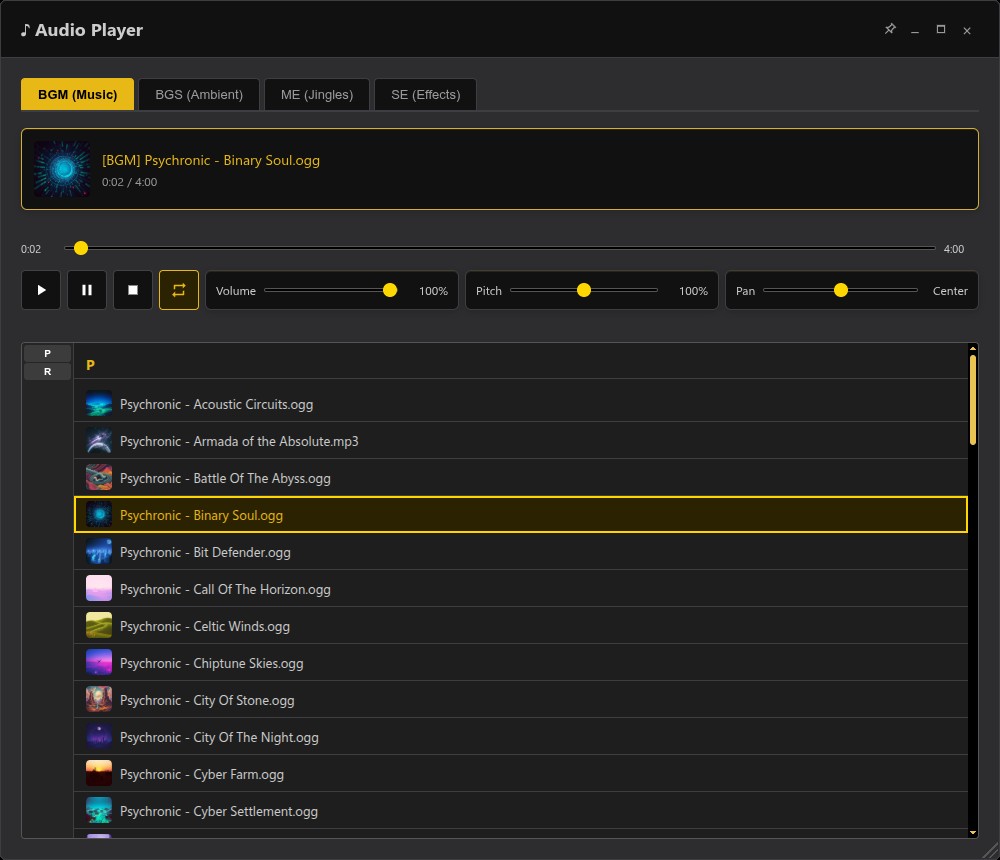 ♪ Audio Player
BGM (Music) BGS (Ambient) ME (Jingles) SE (Effects)
[BGM] Psychronic - Binary Soul.ogg
0:02 / 4:00
0:02 4:00
Volume 100% Pitch 100% Pan Center
P
R
P
Psychronic - Acoustic Circuits.ogg
Psychronic - Armada of the Absolute.mp3
Psychronic - Battle Of The Abyss.ogg
Psychronic - Binary Soul.ogg
Psychronic - Bit Defender.ogg
Psychronic - Call Of The Horizon.ogg
Psychronic - Celtic Winds.ogg
Psychronic - Chiptune Skies.ogg
Psychronic - City Of Stone.ogg
Psychronic - City Of The Night.ogg
Psychronic - Cyber Farm.ogg
Psychronic - Cyber Settlement.ogg